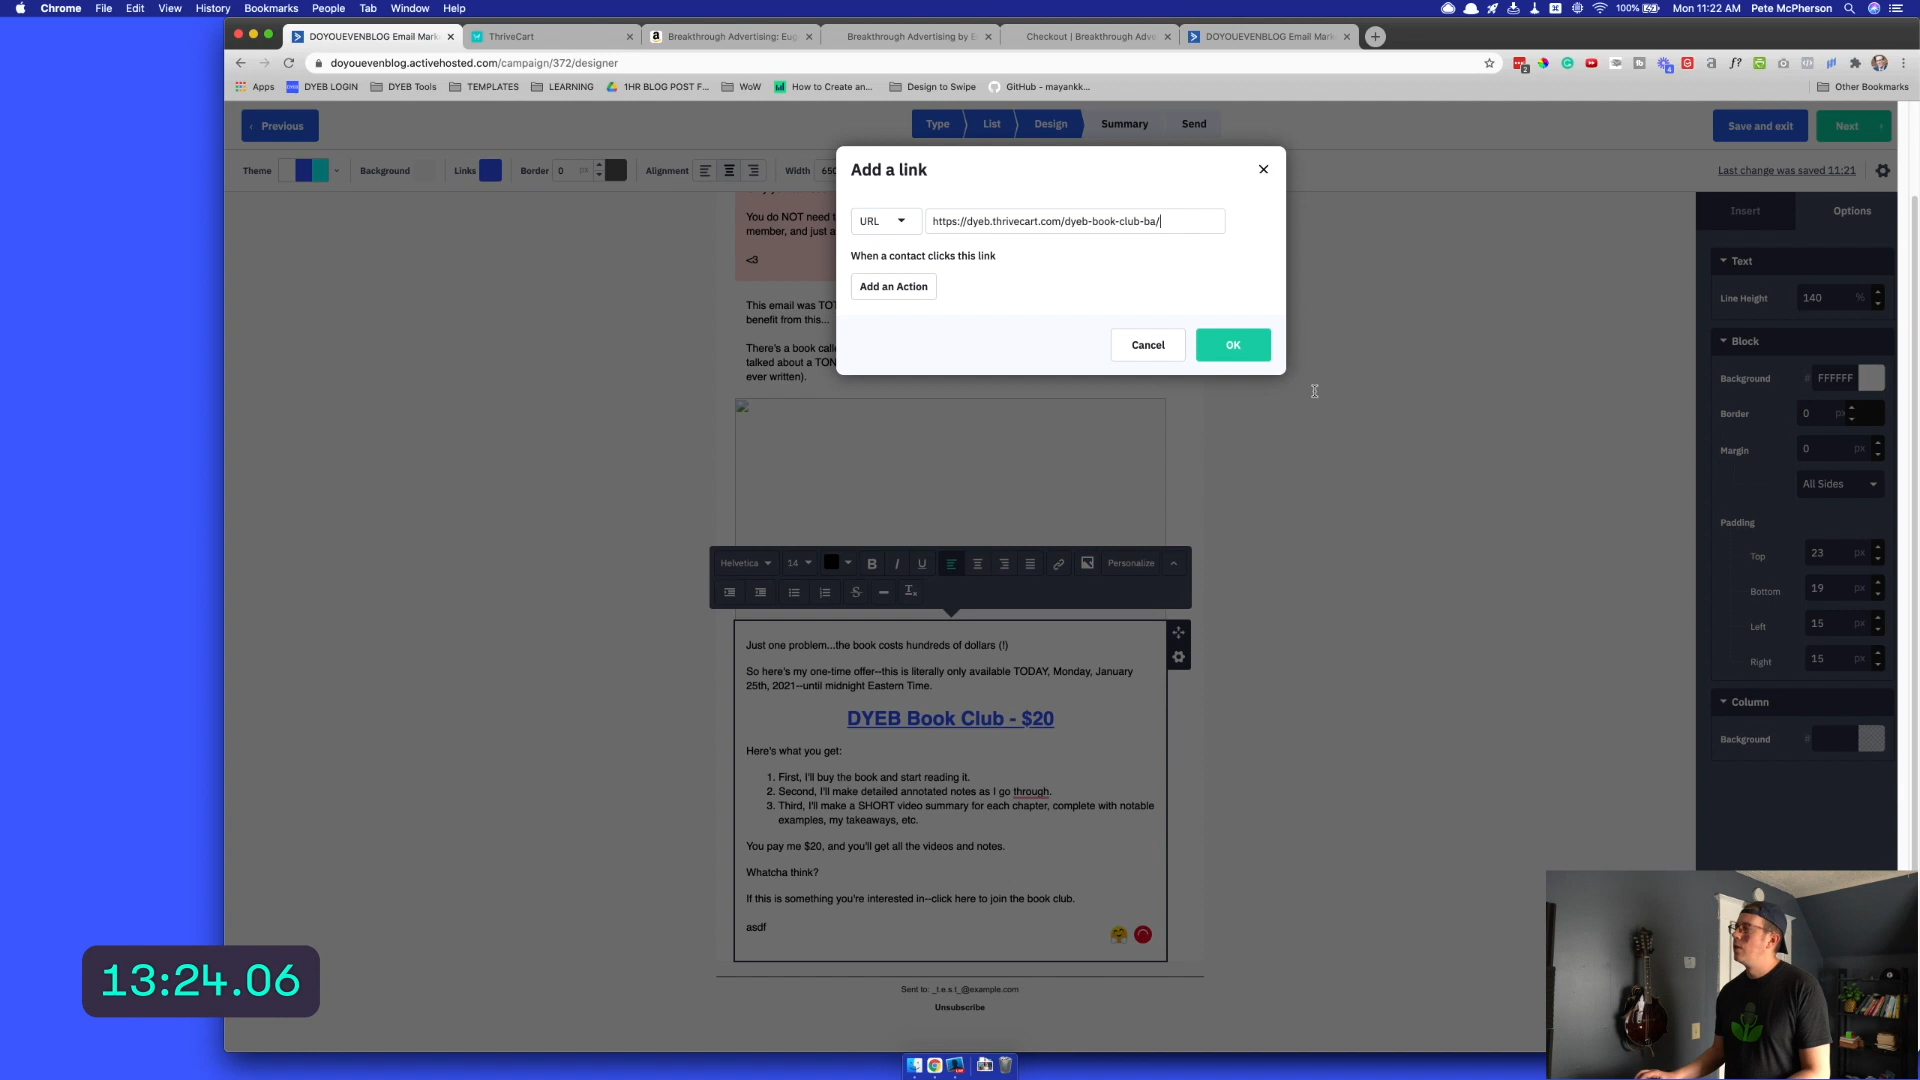 Chrome File Edit View History Bookmarks People Tab Window Help
100% Mon 11:22 AM Pete McPherson
DOYOUEVENBLOG Email Mark
ThriveCart
Breakthrough Advertising: Eug
Breakthrough Advertising by E
Checkout | Breakthrough Adv
DOYOUEVENBLOG Email Mark
doyouevenblog.activehosted.com/campaign/372/designer
Apps DYEB LOGIN DYEB Tools TEMPLATES LEARNING 1HR BLOG POST F... WoW How to Create an... Design to Swipe GitHub - mayankk... Other Bookmarks
Previous
Type List Design Summary Send
Save and exit Next
Theme Background Links Border 0 px Alignment Width 650
Last change was saved 11:21
Add a link
URL https://dyeb.thrivecart.com/dyeb-book-club-ba/
When a contact clicks this link
Add an Action
Cancel OK
You do NOT need t
member, and just a
<3
This email was TOT
benefit from this...
There's a book calle
talked about a TON
ever written).
Helvetica 14 B I U Personalize
Just one problem...the book costs hundreds of dollars (!)
So here's my one-time offer--this is literally only available TODAY, Monday, January
25th, 2021--until midnight Eastern Time.
DYEB Book Club - $20
Here's what you get:
1. First, I'll buy the book and start reading it.
2. Second, I'll make detailed annotated notes as I go through.
3. Third, I'll make a SHORT video summary for each chapter, complete with notable
examples, my takeaways, etc.
You pay me $20, and you'll get all the videos and notes.
Whatcha think?
If this is something you're interested in--click here to join the book club.
asdf
Sent to: _t.e.s.t_@example.com
Unsubscribe
Insert Options
Text
Line Height 140 %
Block
Background # FFFFFF
Border 0 px
Margin 0 px
All Sides
Padding
Top 23 px
Bottom 19 px
Left 15 px
Right 15 px
Column
Background #
13:24.06